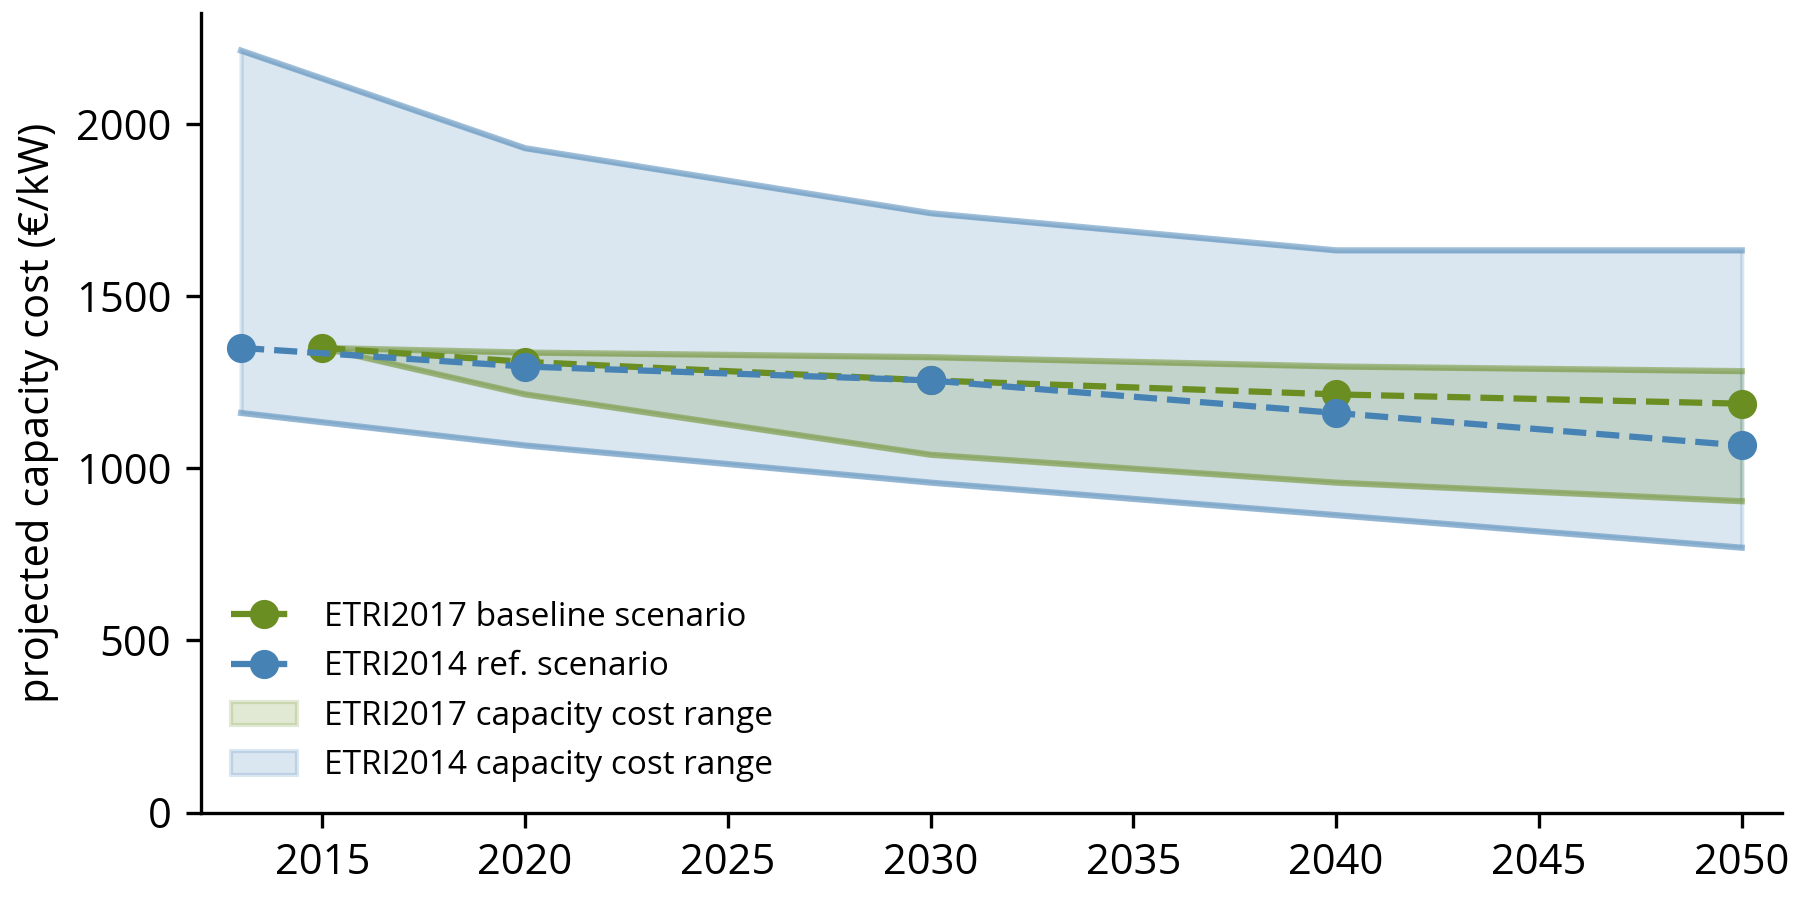 projected capacity cost (€/kW)
2000
1500
1000
500
0
ETRI2017 baseline scenario
ETRI2014 ref. scenario
ETRI2017 capacity cost range
ETRI2014 capacity cost range
2015 2020 2025 2030 2035 2040 2045 2050